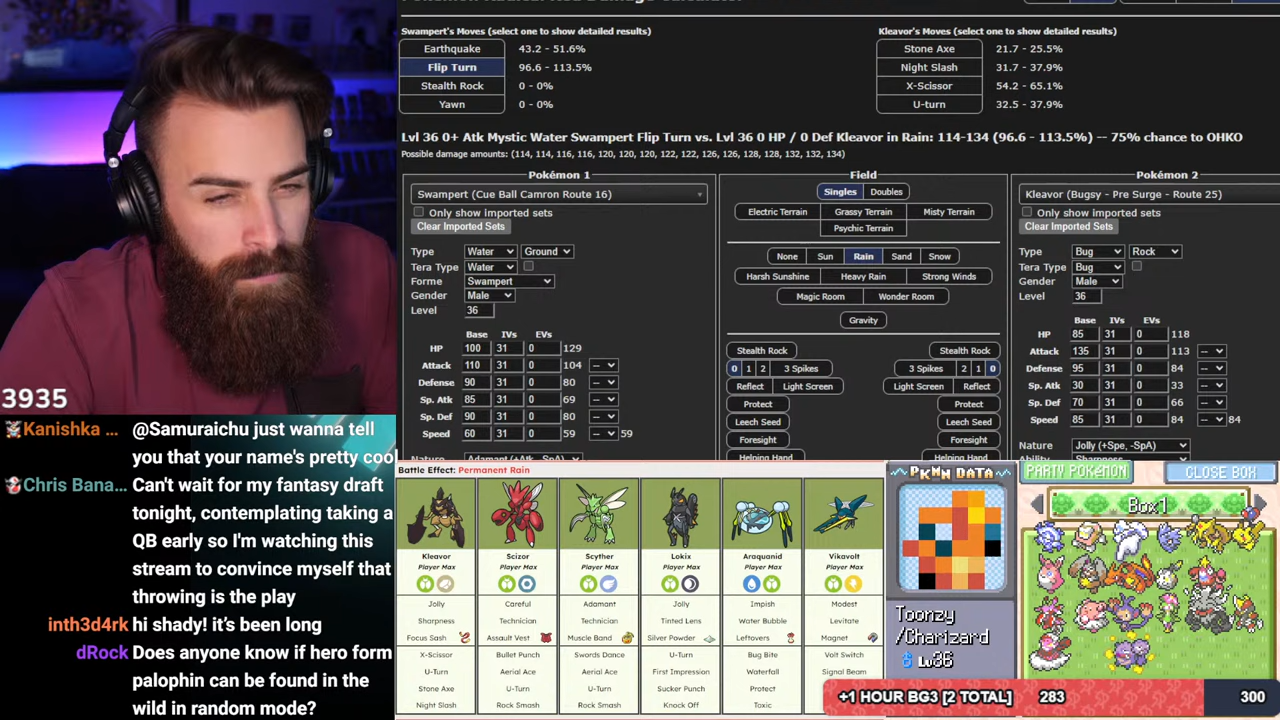 Swampert's Moves (select one to show detailed results)
Earthquake 43.2 - 51.6%
Flip Turn 96.6 - 113.5%
Stealth Rock 0 - 0%
Yawn 0 - 0%
Kleavor's Moves (select one to show detailed results)
Stone Axe 21.7 - 25.5%
Night Slash 31.7 - 37.9%
X-Scissor 54.2 - 65.1%
U-turn 32.5 - 37.9%
Lvl 36 0+ Atk Mystic Water Swampert Flip Turn vs. Lvl 36 0 HP / 0 Def Kleavor in Rain: 114-134 (96.6 - 113.5%) -- 75% chance to OHKO
Possible damage amounts: (114, 114, 116, 116, 120, 120, 120, 122, 122, 126, 126, 128, 128, 132, 132, 134)
Pokémon 1
Swampert (Cue Ball Camron Route 16)
Only show imported sets
Clear Imported Sets
Type Water Ground
Tera Type Water
Forme Swampert
Gender Male
Level 36
Base IVs EVs
HP 100 31 0 129
Attack 110 31 0 104 --
Defense 90 31 0 80 --
Sp. Atk 85 31 0 69 --
Sp. Def 90 31 0 80 --
Speed 60 31 0 59 -- 59
Field
Singles Doubles
Electric Terrain Grassy Terrain Misty Terrain
Psychic Terrain
None Sun Rain Sand Snow
Harsh Sunshine Heavy Rain Strong Winds
Magic Room Wonder Room
Gravity
Stealth Rock Stealth Rock
0 1 2 3 Spikes 3 Spikes 2 1 0
Reflect Light Screen Light Screen Reflect
Protect Protect
Leech Seed Leech Seed
Foresight Foresight
Helping Hand Helping Hand
Pokémon 2
Kleavor (Bugsy - Pre Surge - Route 25)
Only show imported sets
Clear Imported Sets
Type Bug Rock
Tera Type Bug
Gender Male
Level 36
Base IVs EVs
HP 85 31 0 118
Attack 135 31 0 113 --
Defense 95 31 0 84 --
Sp. Atk 30 31 0 33 --
Sp. Def 70 31 0 66 --
Speed 85 31 0 84 -- 84
Nature Jolly (+Spe, -SpA)
3935
Kanishka ... @Samuraichu just wanna tell
you that your name's pretty cool
Chris Bana... Can't wait for my fantasy draft
tonight, contemplating taking a
QB early so I'm watching this
stream to convince myself that
throwing is the play
inth3d4rk hi shady! it's been long
dRock Does anyone know if hero form
paraphin can be found in the
wild in random mode?
Battle Effect: Permanent Rain
Kleavor Scizor Scyther Lokix Araquanid Vikavolt
Player Max Player Max Player Max Player Max Player Max Player Max
Jolly Careful Adamant Jolly Impish Modest
Sharpness Technician Technician Tinted Lens Water Bubble Levitate
Focus Sash Assault Vest Muscle Band Silver Powder Leftovers Magnet
X-Scissor Bullet Punch Swords Dance U-Turn Bug Bite Volt Switch
U-Turn Aerial Ace Aerial Ace First Impression Waterfall Signal Beam
Stone Axe U-Turn U-Turn Sucker Punch Protect
Night Slash Rock Smash Rock Smash Knock Off Toxic
PKMN DATA
PARTY POKéMON
CLOSE BOX
Box1
Toonzy
/Charizard
Lv36
+1 HOUR BG3 [2 TOTAL] 283 300